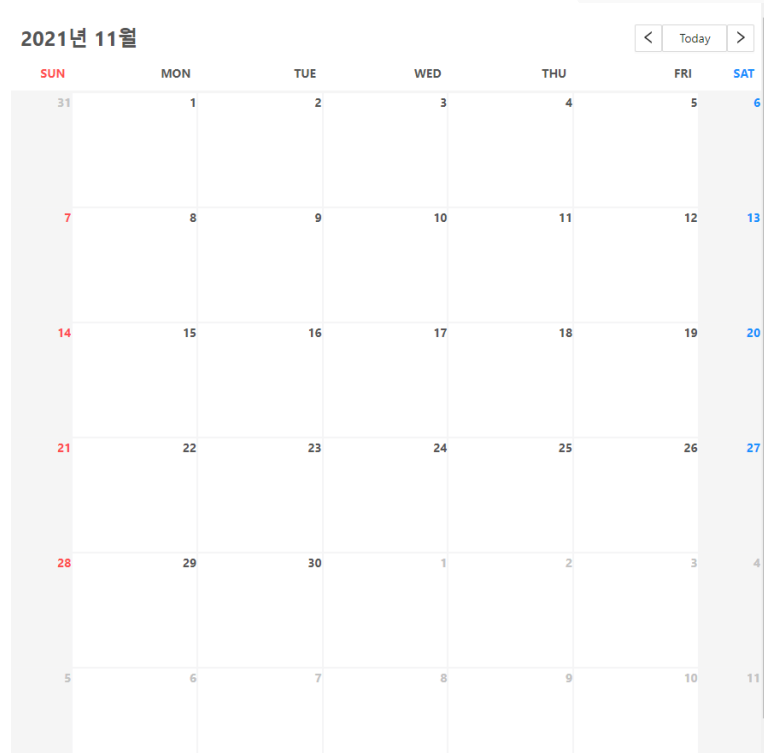 2021년 11월
Today
SUN MON TUE WED THU FRI SAT
31 1 2 3 4 5 6
7 8 9 10 11 12 13
14 15 16 17 18 19 20
21 22 23 24 25 26 27
28 29 30 1 2 3 4
5 6 7 8 9 10 11